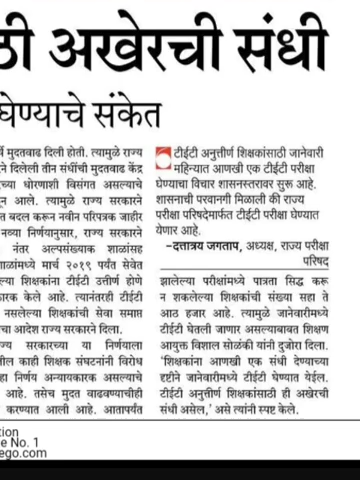 ठी अखेरची संधी
घेण्याचे संकेत
र्वे मुदतवाढ दिली होती. त्यामुळे राज्य
ने दिलेली तीन संधींची मुदतवाढ केंद्र
च्या धोरणाशी विसंगत असल्याचे
न आले. त्यामुळे राज्य सरकारने
त बदल करून नवीन परिपत्रक जाहीर
नव्या निर्णयानुसार, राज्य सरकारने
नंतर अल्पसंख्याक शाळांसह
शाळांमध्ये मार्च २०१९ पर्यंत सेवेत
ल्या शिक्षकांना टीईटी उत्तीर्ण होणे
कारक केले आहे. त्यानंतरही टीईटी
नसलेल्या शिक्षकांची सेवा समाप्त
चा आदेश राज्य सरकारने दिला.
ज्य सरकारच्या या निर्णयाला
तील काही शिक्षक संघटनांनी विरोध
हा निर्णय अन्यायकारक असल्याचे
आहे. तसेच मुदत वाढवण्याचीही
करण्यात आली आहे. आतापर्यंत
टीईटी अनुत्तीर्ण शिक्षकांसाठी जानेवारी
महिन्यात आणखी एक टीईटी परीक्षा
घेण्याचा विचार शासनस्तरावर सुरू आहे.
शासनाची परवानगी मिळाली की राज्य
परीक्षा परिषदेमार्फत टीईटी परीक्षा घेण्यात
येणार आहे.
-दत्तात्रय जगताप, अध्यक्ष, राज्य परीक्षा
परिषद
झालेल्या परीक्षांमध्ये पात्रता सिद्ध करू
न शकलेल्या शिक्षकांची संख्या सहा ते
आठ हजार आहे. त्यामुळे जानेवारीमध्ये
टीईटी घेतली जाणार असल्याबाबत शिक्षण
आयुक्त विशाल सोळंकी यांनी दुजोरा दिला.
'शिक्षकांना आणखी एक संधी देण्याच्या
दृष्टीने जानेवारीमध्ये टीईटी घेण्यात येईल.
टीईटी अनुत्तीर्ण शिक्षकांसाठी ही अखेरची
संधी असेल,' असे त्यांनी स्पष्ट केले.
tion
e No. 1
ego.com/